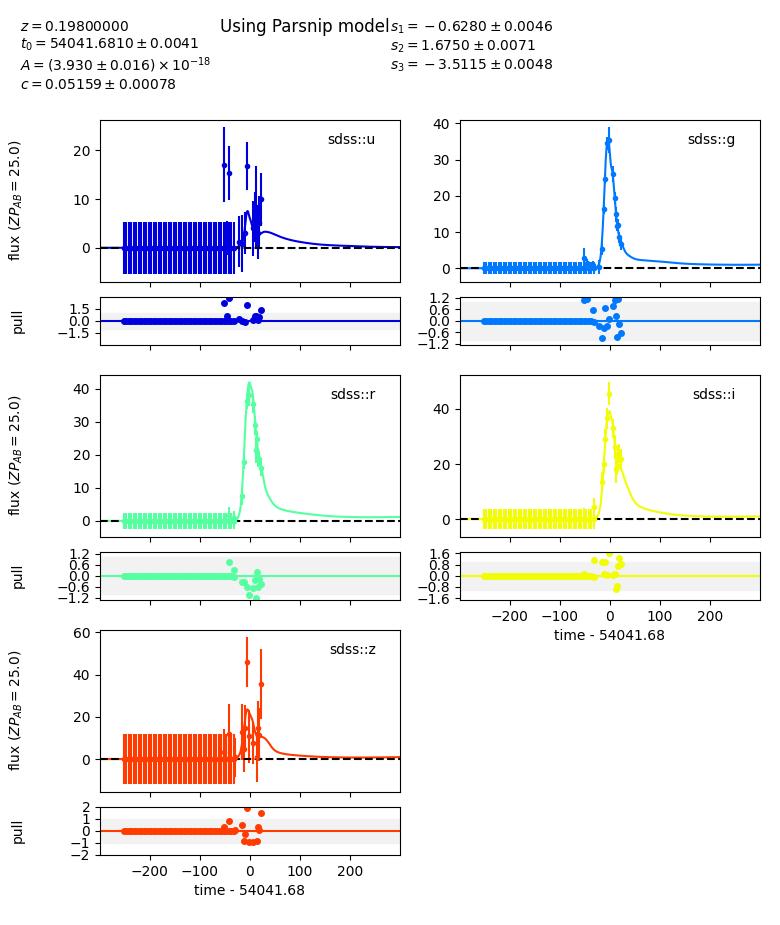 Using Parsnip model
z = 0.19800000
t₀ = 54041.6810 ± 0.0041
A = (3.930 ± 0.016) × 10⁻¹⁸
c = 0.05159 ± 0.00078
s₁ = −0.6280 ± 0.0046
s₂ = 1.6750 ± 0.0071
s₃ = −3.5115 ± 0.0048
sdss::u
flux (ZP_AB = 25.0)
20
10
0
pull
1.5
0.0
−1.5
sdss::g
40
30
20
10
0
1.2
0.6
0.0
−0.6
−1.2
sdss::r
flux (ZP_AB = 25.0)
40
30
20
10
0
pull
1.2
0.6
0.0
−0.6
−1.2
sdss::i
40
20
0
1.6
0.8
0.0
−0.8
−1.6
−200 −100 0 100 200
time - 54041.68
sdss::z
flux (ZP_AB = 25.0)
60
40
20
0
pull
2
1
0
−1
−2
−200 −100 0 100 200
time - 54041.68